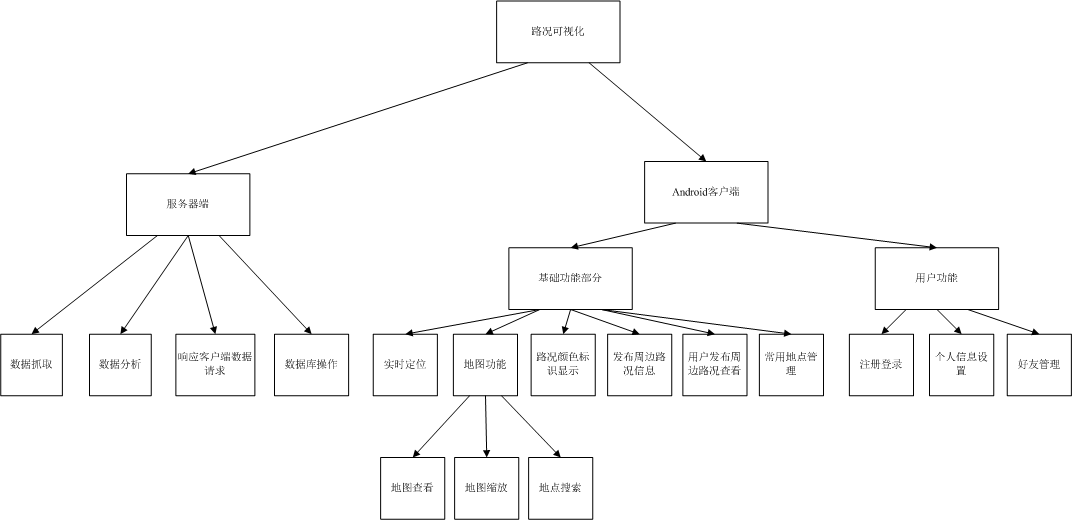 路况可视化
服务器端
Android客户端
基础功能部分
用户功能
数据抓取
数据分析
响应客户端数据
请求
数据库操作
实时定位
地图功能
路况颜色标
识显示
发布周边路
况信息
用户发布周
边路况查看
常用地点管
理
注册登录
个人信息设
置
好友管理
地图查看
地图缩放
地点搜索